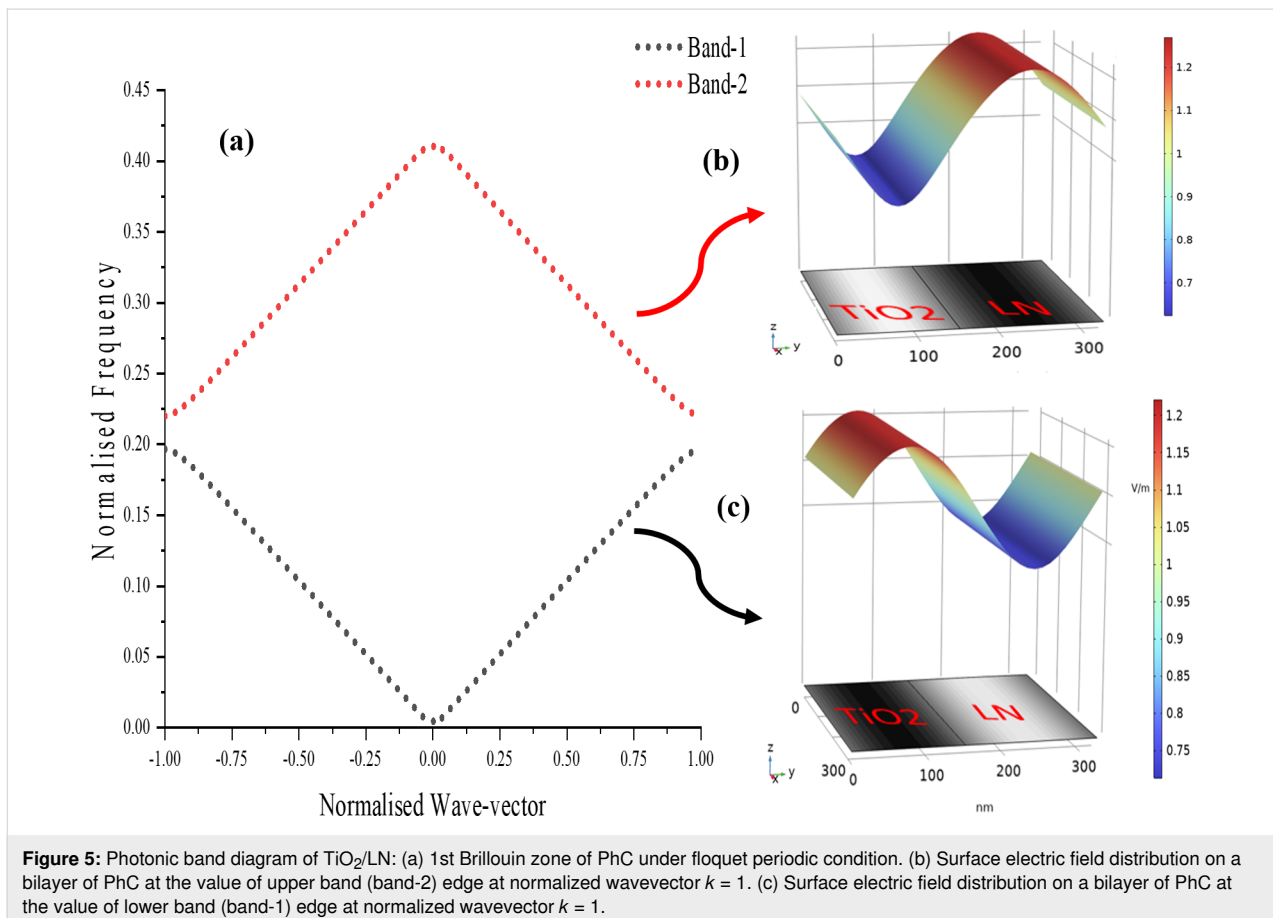 Band-1
Band-2
(a)
0.45
0.40
0.35
0.30
0.25
0.20
0.15
0.10
0.05
0.00
-1.00 -0.75 -0.50 -0.25 0.00 0.25 0.50 0.75 1.00
Normalised Frequency
Normalised Wave-vector
(b)
1.2
1.1
1
0.9
0.8
0.7
TiO2 LN
z
x y
0 100 200 300
(c)
1.2
V/m
1.15
1.1
1.05
1
0.95
0.9
0.85
0.8
0.75
TiO2 LN
0
z
x y
300
0 100 200 300
nm
Figure 5: Photonic band diagram of TiO2/LN: (a) 1st Brillouin zone of PhC under floquet periodic condition. (b) Surface electric field distribution on a
bilayer of PhC at the value of upper band (band-2) edge at normalized wavevector k = 1. (c) Surface electric field distribution on a bilayer of PhC at
the value of lower band (band-1) edge at normalized wavevector k = 1.